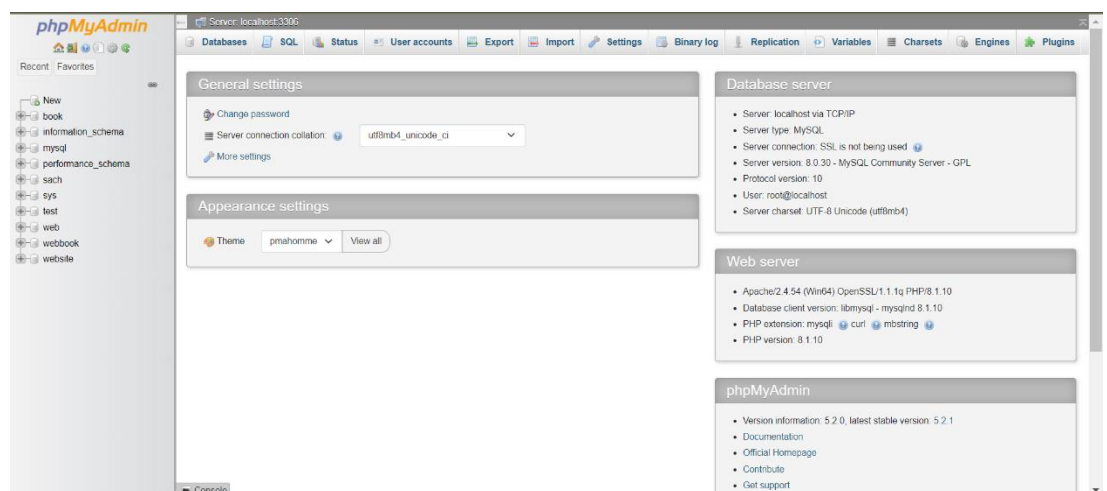 phpMyAdmin
Recent Favorites
New
book
information_schema
mysql
performance_schema
sach
sys
test
web
webbook
website
Server: localhost:3306
Databases SQL Status User accounts Export Import Settings Binary log Replication Variables Charsets Engines Plugins
General settings
Change password
Server connection collation: utf8mb4_unicode_ci
More settings
Appearance settings
Theme pmahomme View all
Database server
• Server: localhost via TCP/IP
• Server type: MySQL
• Server connection: SSL is not being used
• Server version: 8.0.30 - MySQL Community Server - GPL
• Protocol version: 10
• User: root@localhost
• Server charset: UTF-8 Unicode (utf8mb4)
Web server
• Apache/2.4.54 (Win64) OpenSSL/1.1.1q PHP/8.1.10
• Database client version: libmysql - mysqlnd 8.1.10
• PHP extension: mysqli curl mbstring
• PHP version: 8.1.10
phpMyAdmin
• Version information: 5.2.0, latest stable version: 5.2.1
• Documentation
• Official Homepage
• Contribute
• Get support
Console